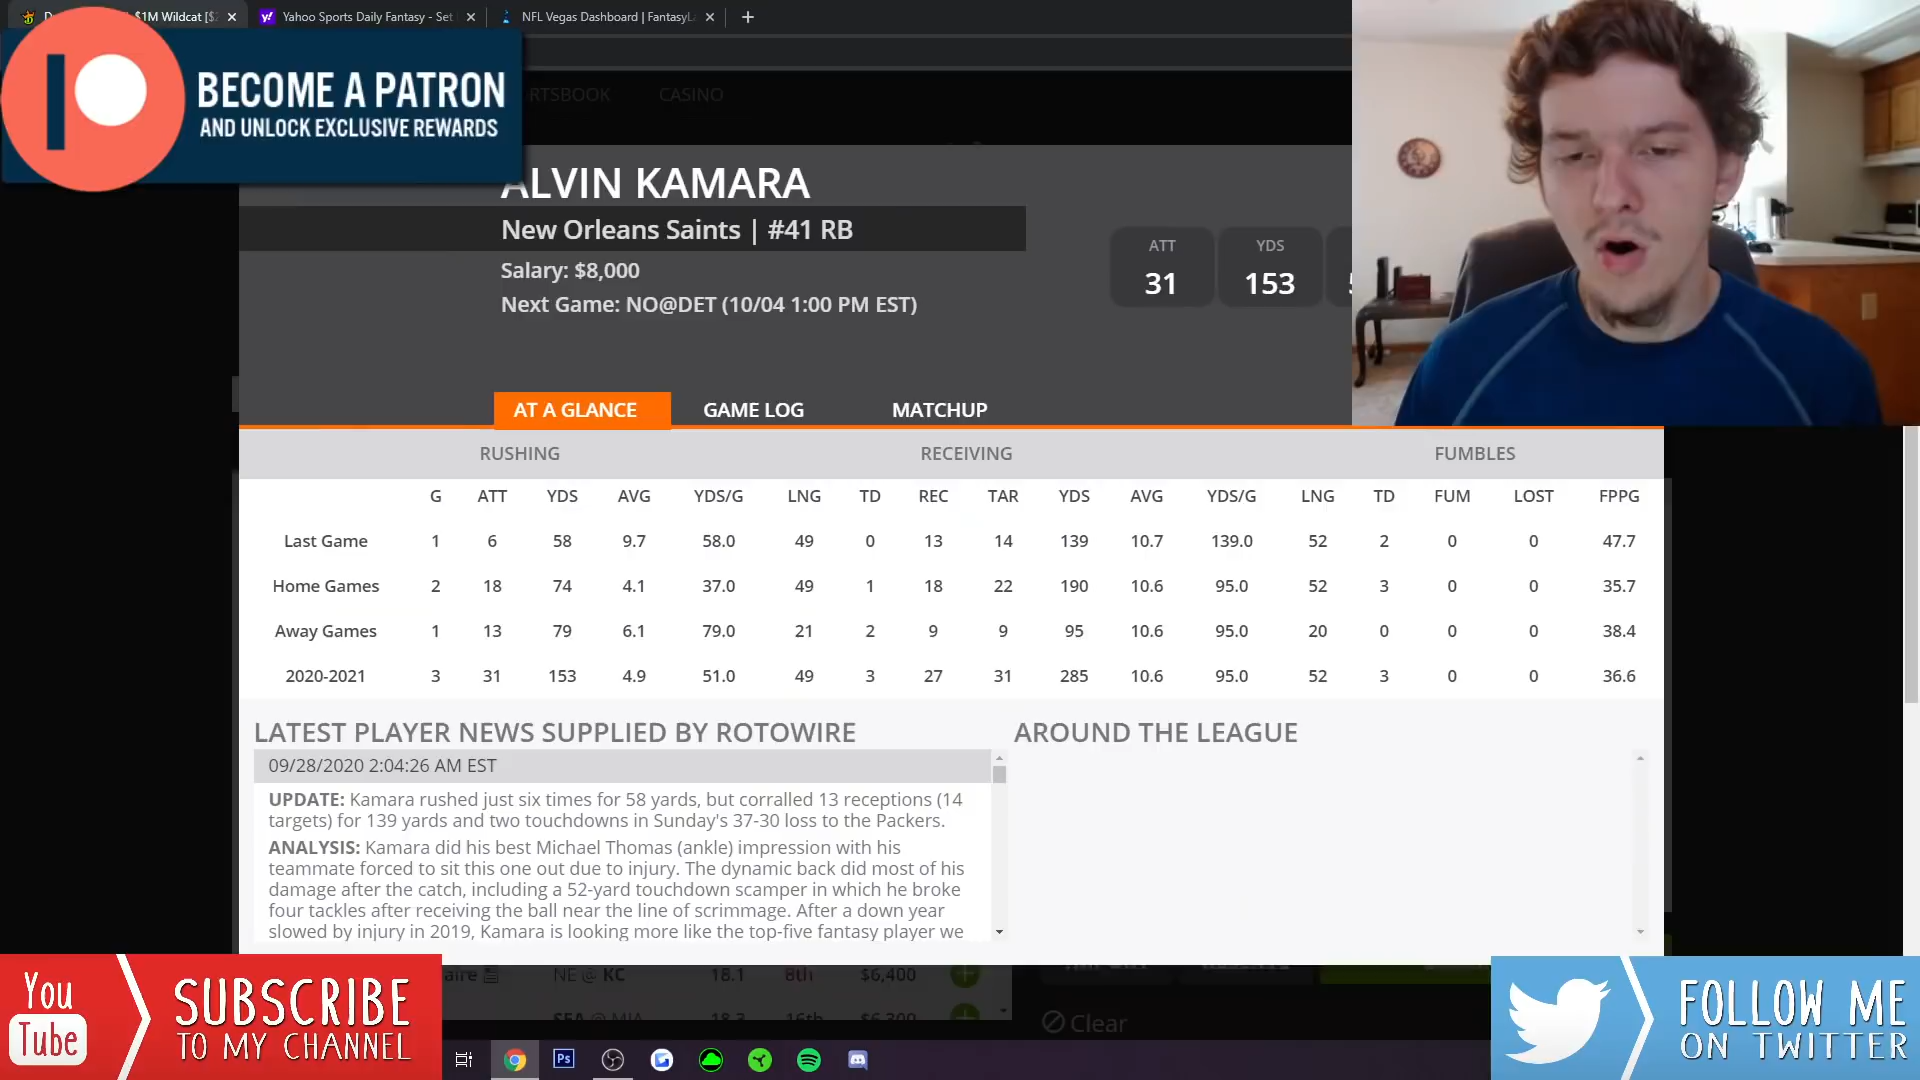 $1M Wildcat [$
Yahoo Sports Daily Fantasy - Set
NFL Vegas Dashboard | FantasyL
BECOME A PATRON
AND UNLOCK EXCLUSIVE REWARDS
RTSBOOK CASINO
ALVIN KAMARA
New Orleans Saints | #41 RB
Salary: $8,000
Next Game: NO@DET (10/04 1:00 PM EST)
ATT YDS
31 153
AT A GLANCE GAME LOG MATCHUP
RUSHING RECEIVING FUMBLES
G ATT YDS AVG YDS/G LNG TD REC TAR YDS AVG YDS/G LNG TD FUM LOST FPPG
Last Game 1 6 58 9.7 58.0 49 0 13 14 139 10.7 139.0 52 2 0 0 47.7
Home Games 2 18 74 4.1 37.0 49 1 18 22 190 10.6 95.0 52 3 0 0 35.7
Away Games 1 13 79 6.1 79.0 21 2 9 9 95 10.6 95.0 20 0 0 0 38.4
2020-2021 3 31 153 4.9 51.0 49 3 27 31 285 10.6 95.0 52 3 0 0 36.6
LATEST PLAYER NEWS SUPPLIED BY ROTOWIRE
AROUND THE LEAGUE
09/28/2020 2:04:26 AM EST
UPDATE: Kamara rushed just six times for 58 yards, but corralled 13 receptions (14
targets) for 139 yards and two touchdowns in Sunday's 37-30 loss to the Packers.
ANALYSIS: Kamara did his best Michael Thomas (ankle) impression with his
teammate forced to sit this one out due to injury. The dynamic back did most of his
damage after the catch, including a 52-yard touchdown scamper in which he broke
four tackles after receiving the ball near the line of scrimmage. After a down year
slowed by injury in 2019, Kamara is looking more like the top-five fantasy player we
aire NE @ KC 18.1 8th $6,400
SEA @ MIA 18.3 16th $6,300
Clear
You
Tube
SUBSCRIBE
TO MY CHANNEL
Ps
FOLLOW ME
ON TWITTER